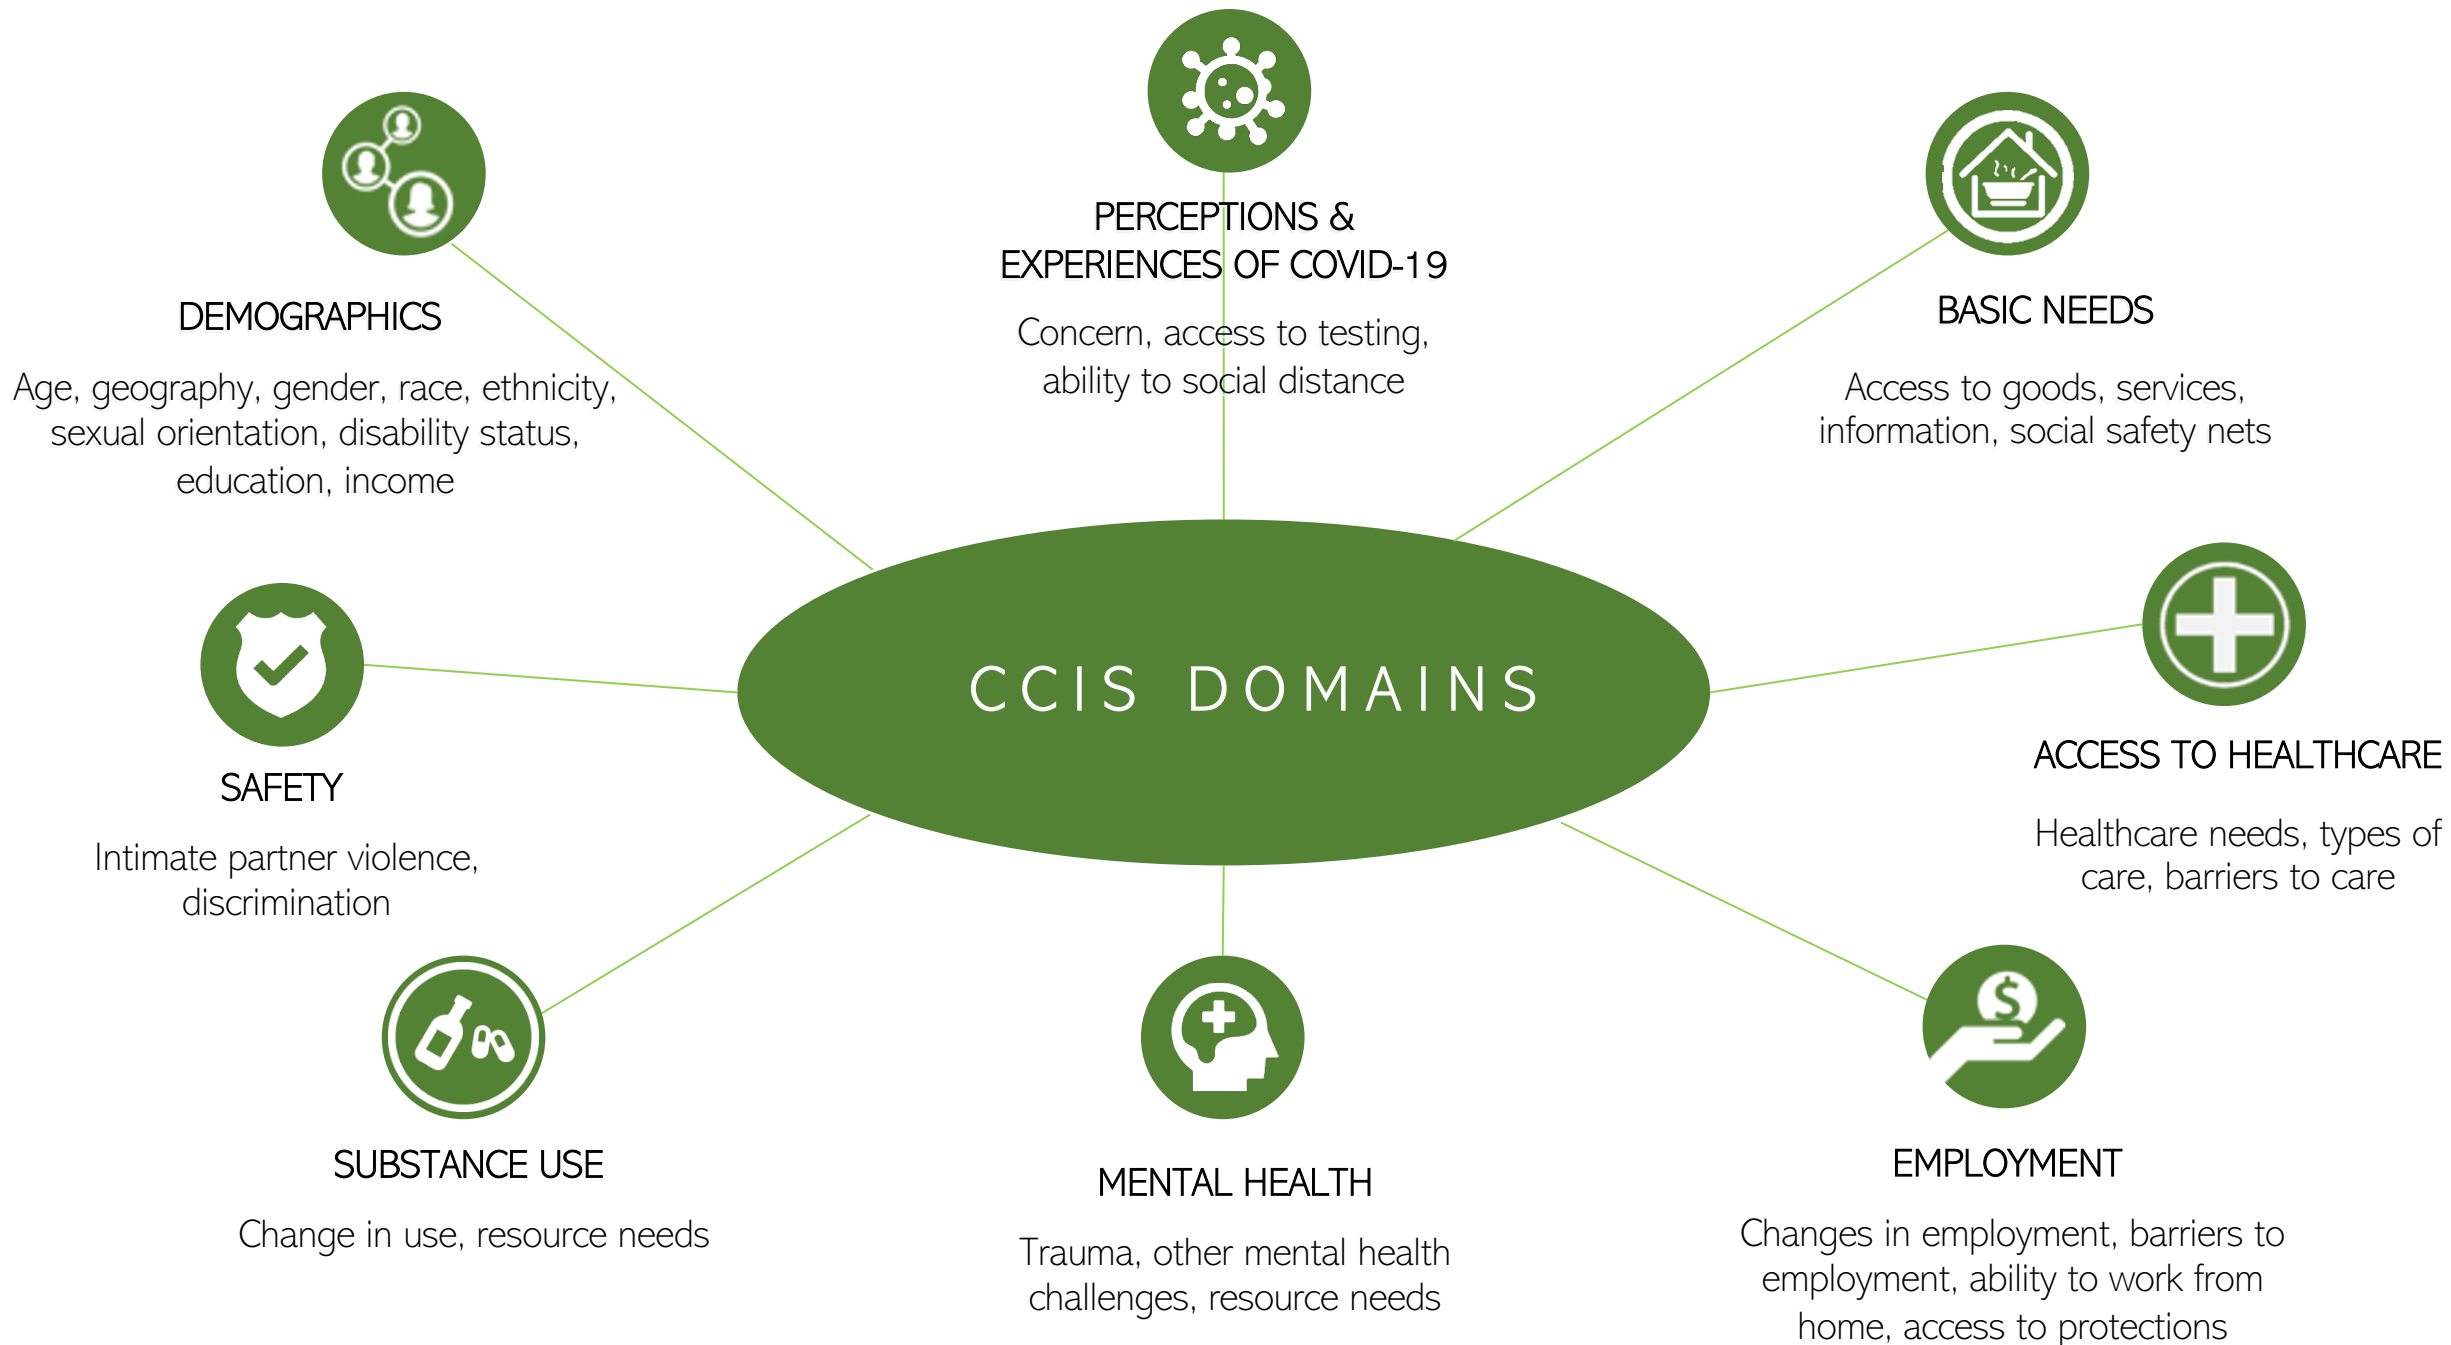 PERCEPTIONS &
EXPERIENCES OF COVID-19
Concern, access to testing,
ability to social distance
DEMOGRAPHICS
Age, geography, gender, race, ethnicity,
sexual orientation, disability status,
education, income
BASIC NEEDS
Access to goods, services,
information, social safety nets
CCIS DOMAINS
SAFETY
Intimate partner violence,
discrimination
ACCESS TO HEALTHCARE
Healthcare needs, types of
care, barriers to care
SUBSTANCE USE
Change in use, resource needs
MENTAL HEALTH
Trauma, other mental health
challenges, resource needs
$
EMPLOYMENT
Changes in employment, barriers to
employment, ability to work from
home, access to protections